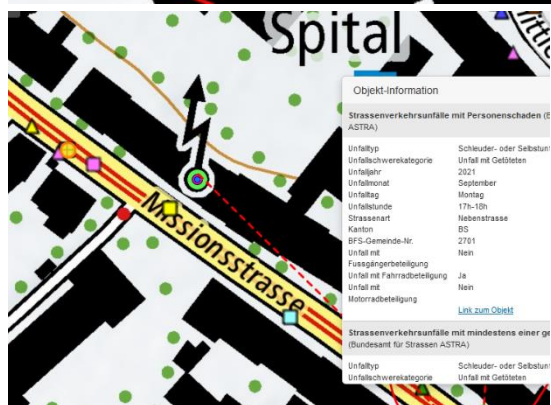 Spital
Missionsstrasse
Objekt-Information
Strassenverkehrsunfälle mit Personenschaden (B
ASTRA)
Unfalltyp Schleuder- oder Selbstunf
Unfallschwerekategorie Unfall mit Getöteten
Unfalljahr 2021
Unfallmonat September
Unfalltag Montag
Unfallstunde 17h-18h
Strassenart Nebenstrasse
Kanton BS
BFS-Gemeinde-Nr. 2701
Unfall mit Nein
Fussgängerbeteiligung
Unfall mit Fahrradbeteiligung Ja
Unfall mit Nein
Motorradbeteiligung
Link zum Objekt
Strassenverkehrsunfälle mit mindestens einer ge
(Bundesamt für Strassen ASTRA)
Unfalltyp Schleuder- oder Selbstunf
Unfallschwerekategorie Unfall mit Getöteten